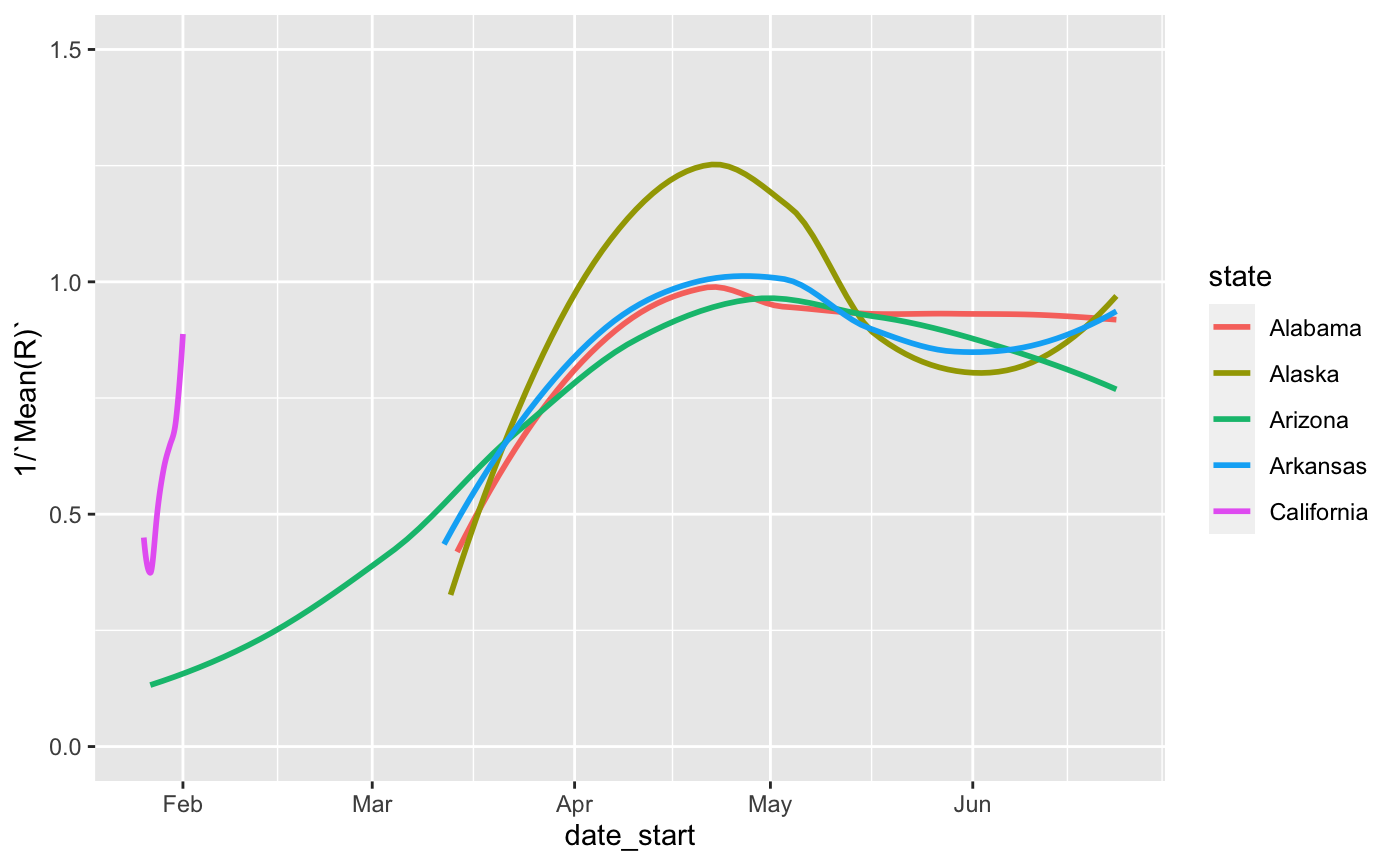 1.5
1.0
0.5
0.0
1/`Mean(R)`
Feb Mar Apr May Jun
date_start
state
Alabama
Alaska
Arizona
Arkansas
California